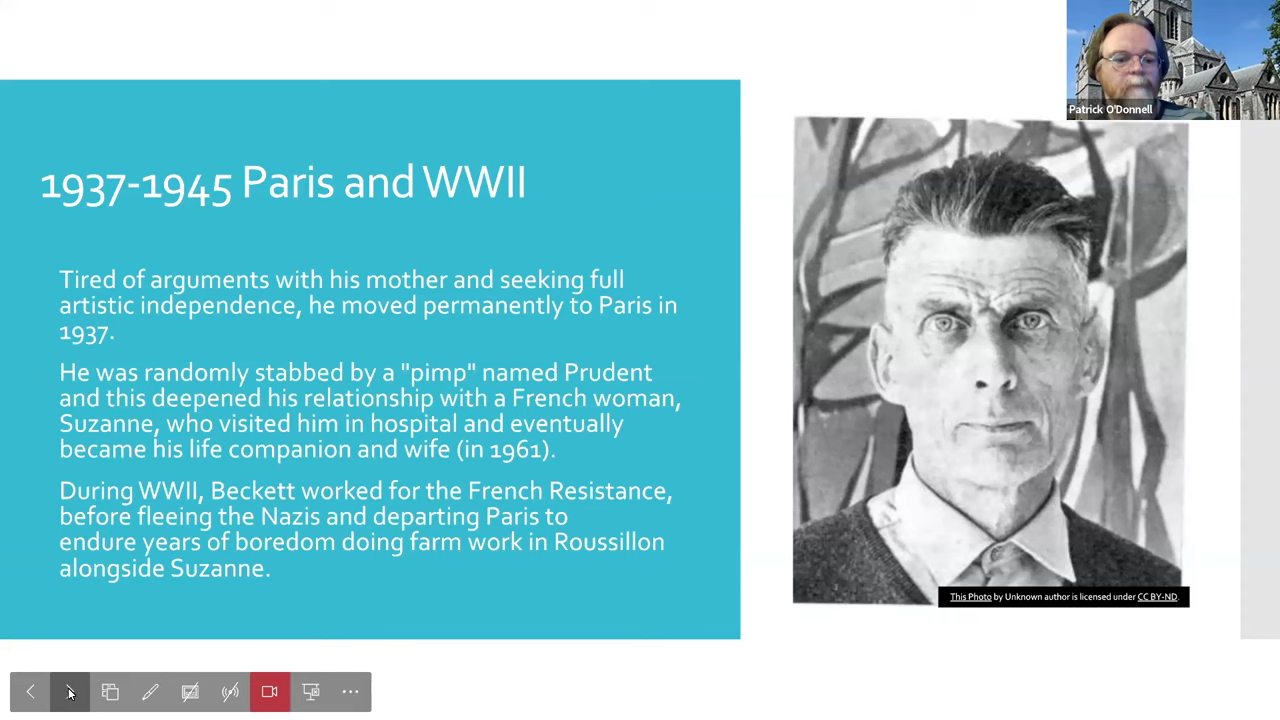 Patrick O'Donnell
1937-1945 Paris and WWII
Tired of arguments with his mother and seeking full
artistic independence, he moved permanently to Paris in
1937.
He was randomly stabbed by a "pimp" named Prudent
and this deepened his relationship with a French woman,
Suzanne, who visited him in hospital and eventually
became his life companion and wife (in 1961).
During WWII, Beckett worked for the French Resistance,
before fleeing the Nazis and departing Paris to
endure years of boredom doing farm work in Roussillon
alongside Suzanne.
This Photo by Unknown author is licensed under CC BY-ND.